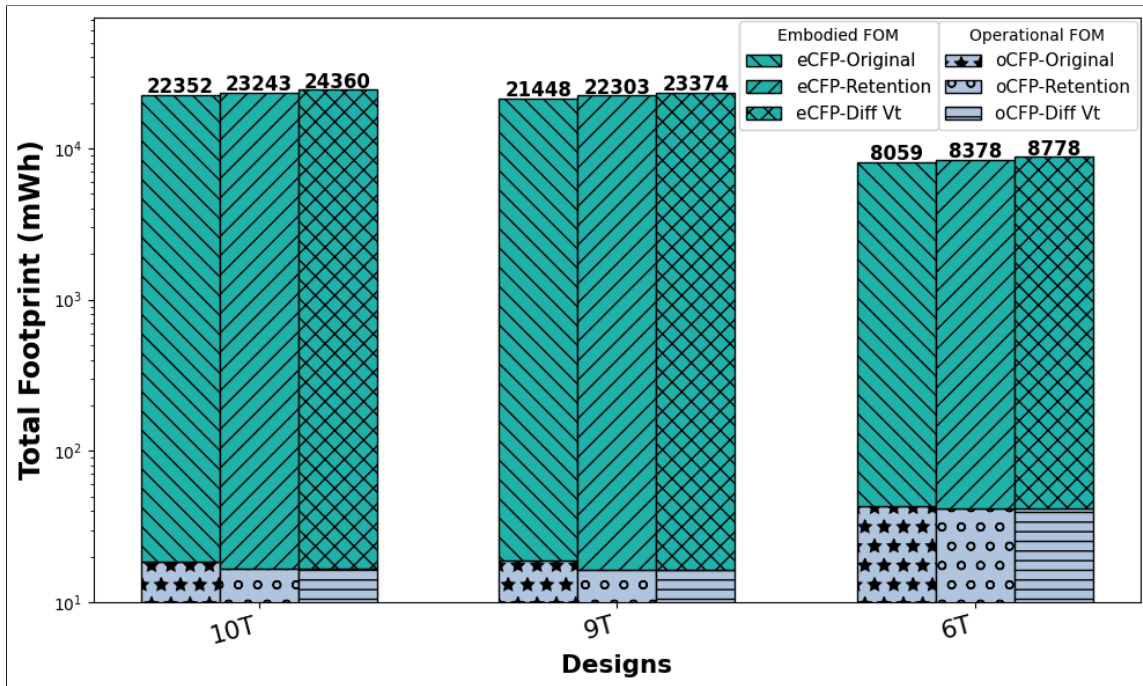 Embodied FOM
eCFP-Original
eCFP-Retention
eCFP-Diff Vt
Operational FOM
oCFP-Original
oCFP-Retention
oCFP-Diff Vt
22352 23243 24360
21448 22303 23374
8059 8378 8778
Total Footprint (mWh)
10⁴
10³
10²
10¹
10T 9T 6T
Designs